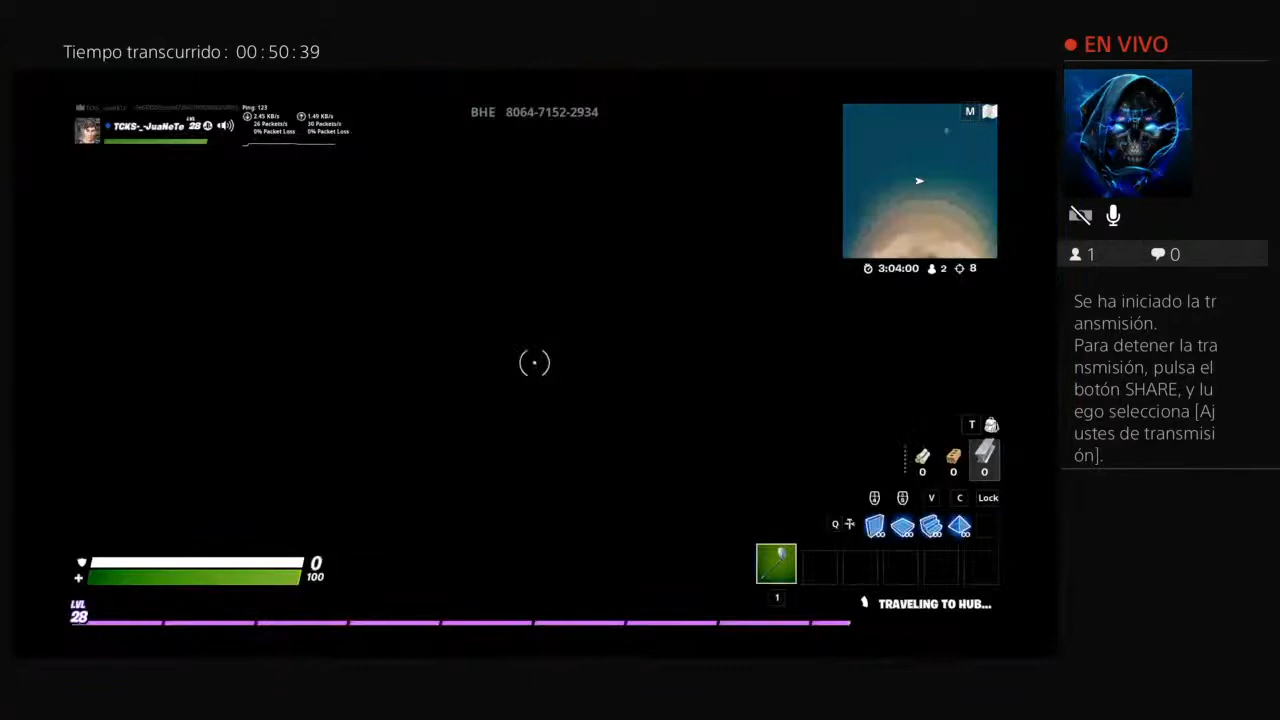 Tiempo transcurrido: 00:50:39
EN VIVO
TCKS-_-JuaNeTe LVL 28
Ping: 123
2.45 KB/s
26 Packets/s
0% Packet Loss
1.49 KB/s
30 Packets/s
0% Packet Loss
BHE 8064-7152-2934
M
3:04:00 2 8
1 0
Se ha iniciado la tr
ansmisión.
Para detener la tra
nsmisión, pulsa el
botón SHARE, y lu
ego selecciona [Aj
ustes de transmisi
ón].
T
0 0 0
V C Lock
Q
0
100
1
LVL
28
TRAVELING TO HUB...